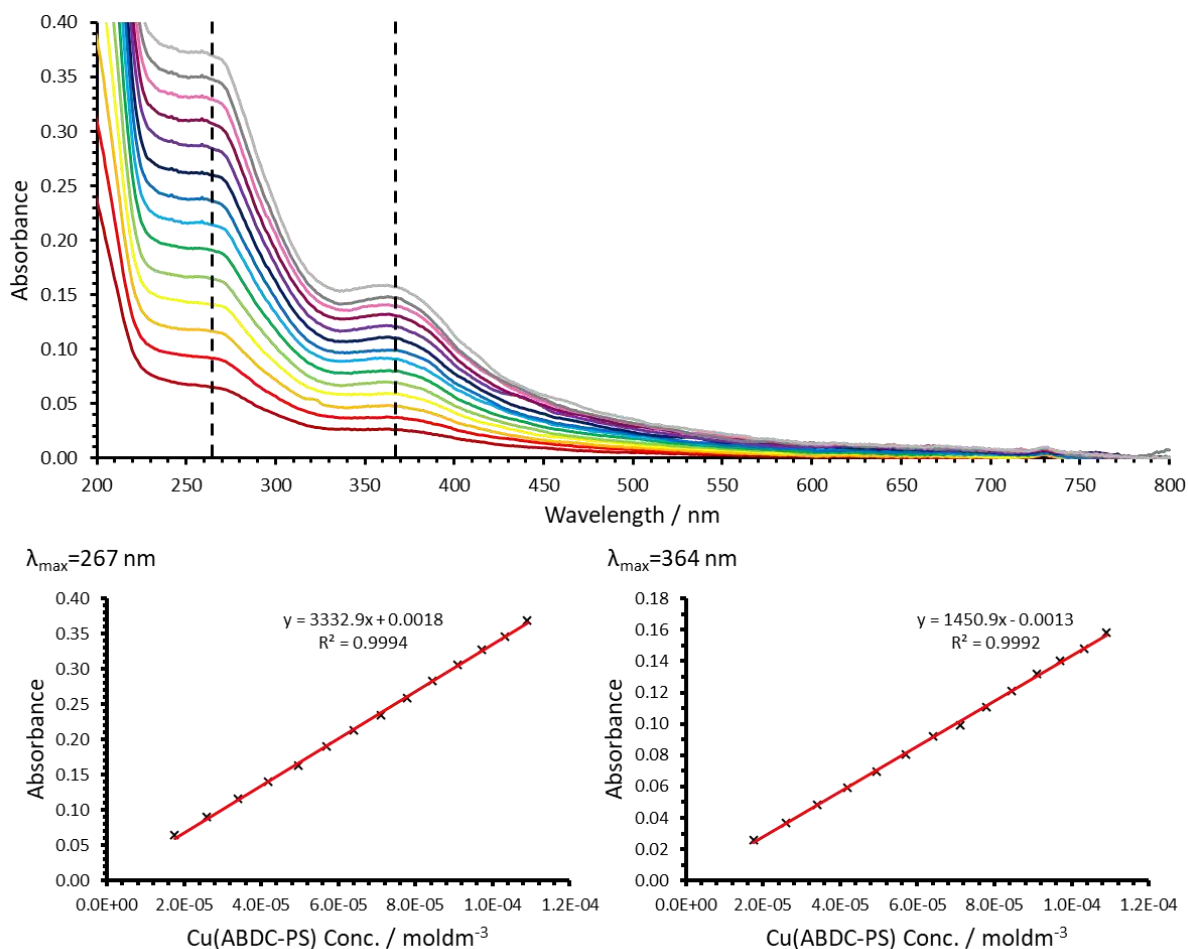 0.40
0.35
0.30
0.25
0.20
0.15
0.10
0.05
0.00
Absorbance
200 250 300 350 400 450 500 550 600 650 700 750 800
Wavelength / nm
λmax=267 nm
0.40
0.35
0.30
0.25
0.20
0.15
0.10
0.05
0.00
Absorbance
y = 3332.9x + 0.0018
R² = 0.9994
0.0E+00 2.0E-05 4.0E-05 6.0E-05 8.0E-05 1.0E-04 1.2E-04
Cu(ABDC-PS) Conc. / moldm⁻³
λmax=364 nm
0.18
0.16
0.14
0.12
0.10
0.08
0.06
0.04
0.02
0.00
Absorbance
y = 1450.9x - 0.0013
R² = 0.9992
0.0E+00 2.0E-05 4.0E-05 6.0E-05 8.0E-05 1.0E-04 1.2E-04
Cu(ABDC-PS) Conc. / moldm⁻³